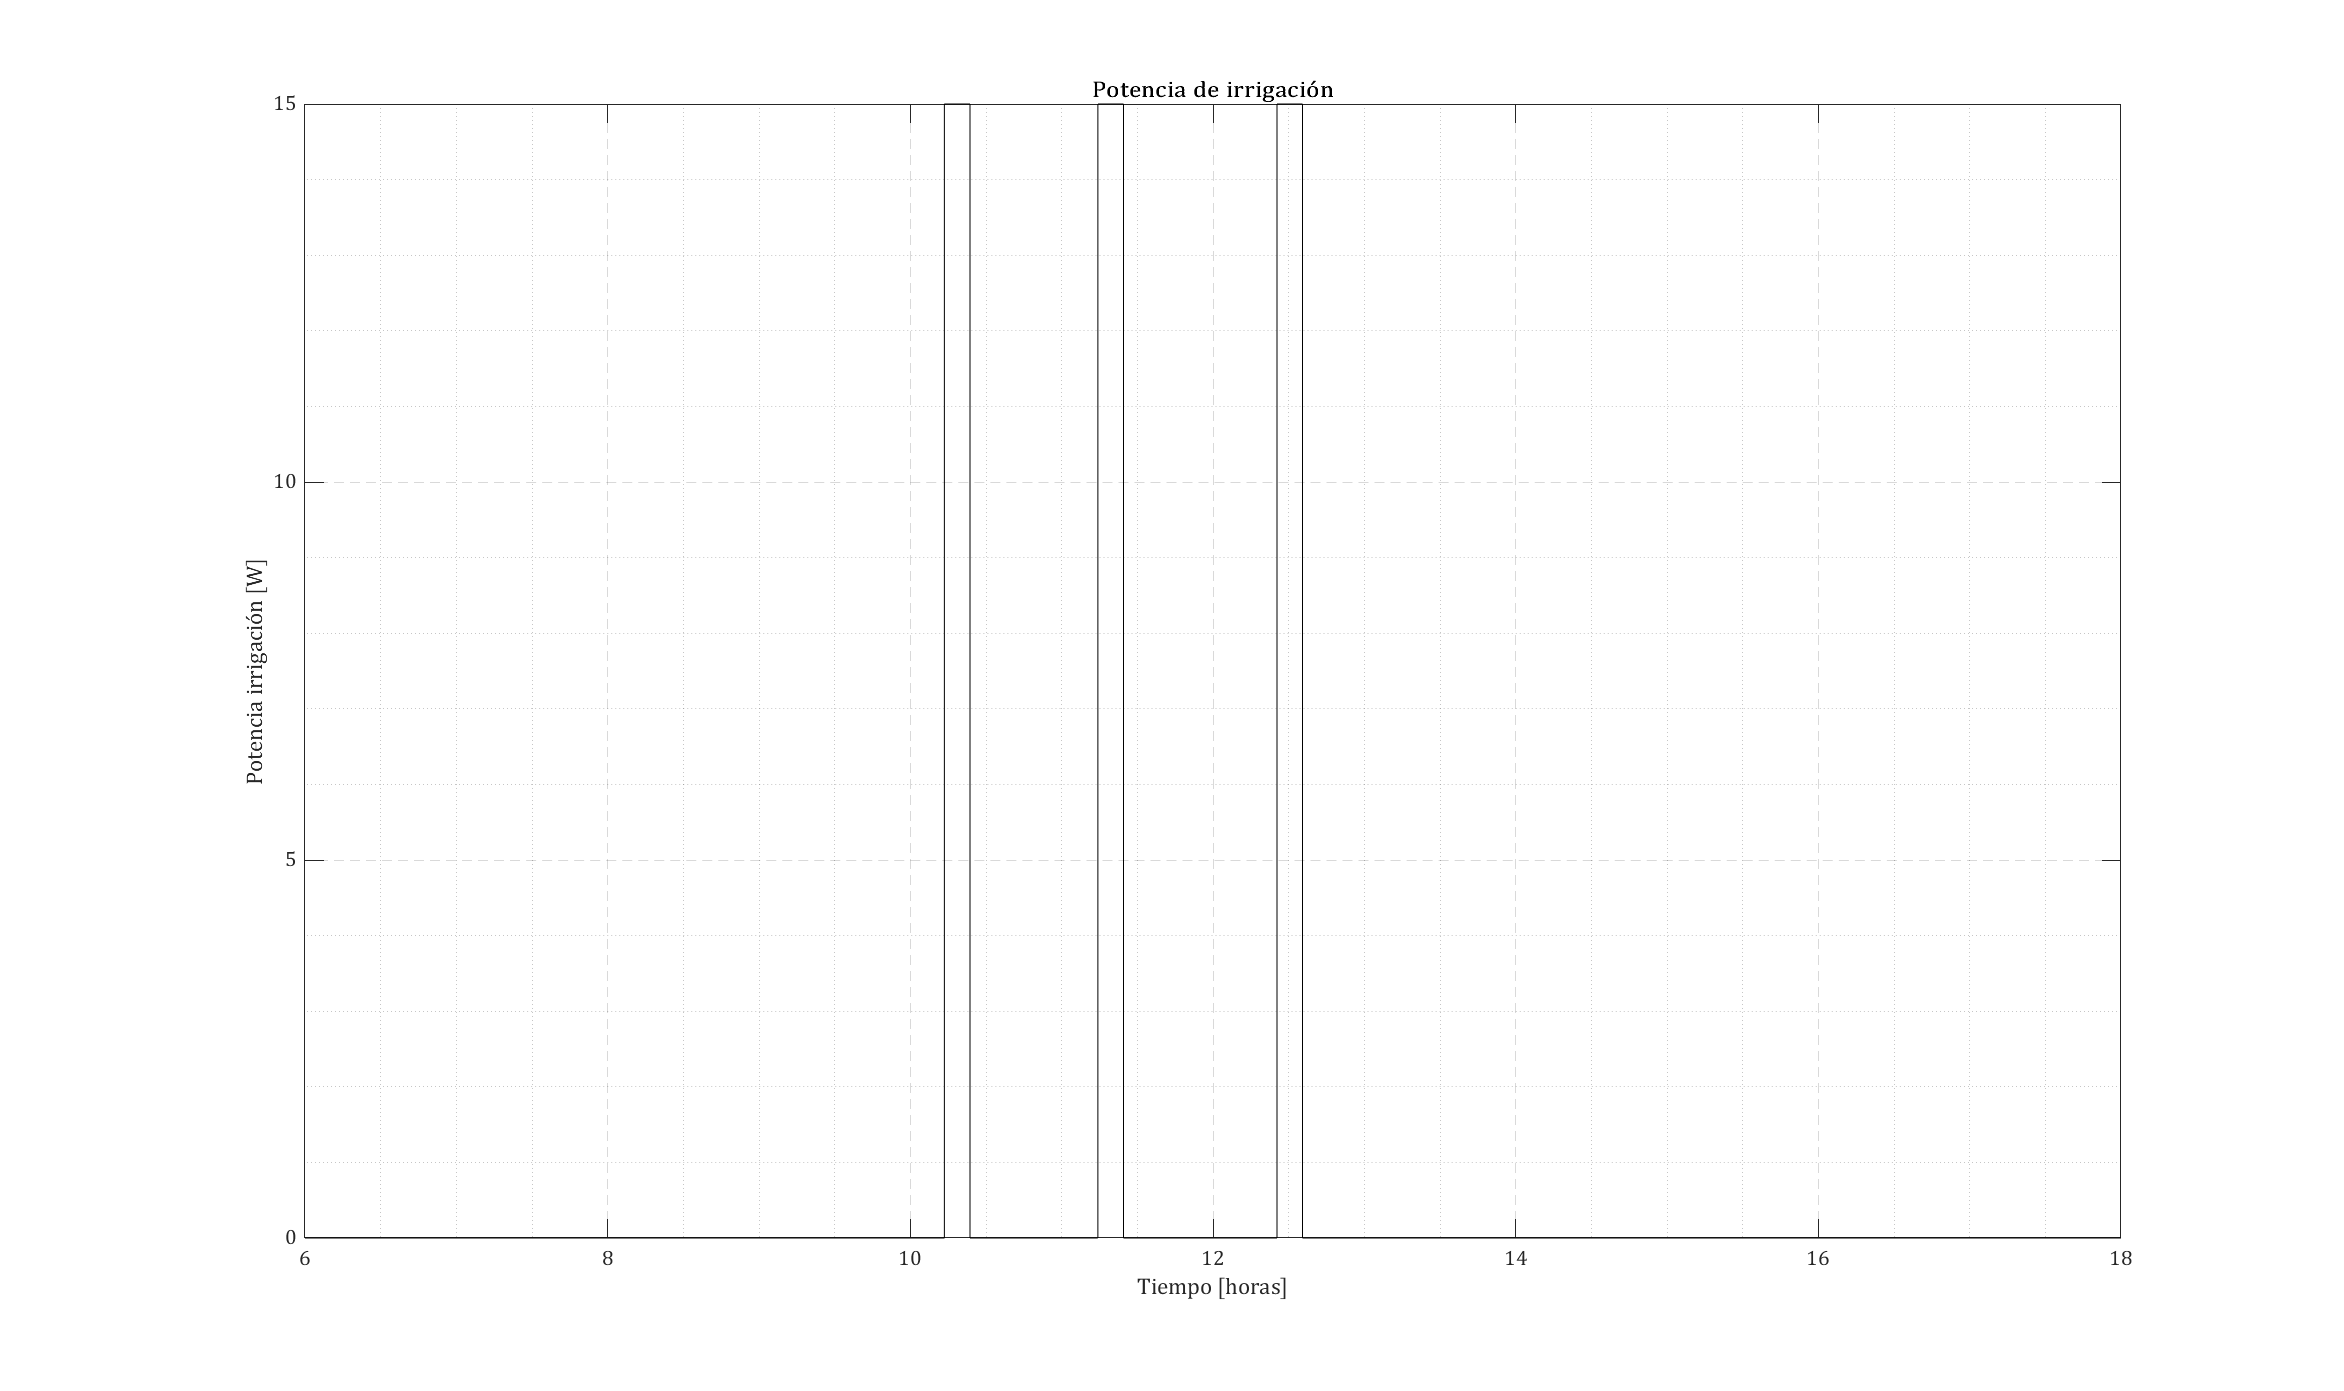 Potencia de irrigación
15
10
5
0
Potencia irrigación [W]
6 8 10 12 14 16 18
Tiempo [horas]